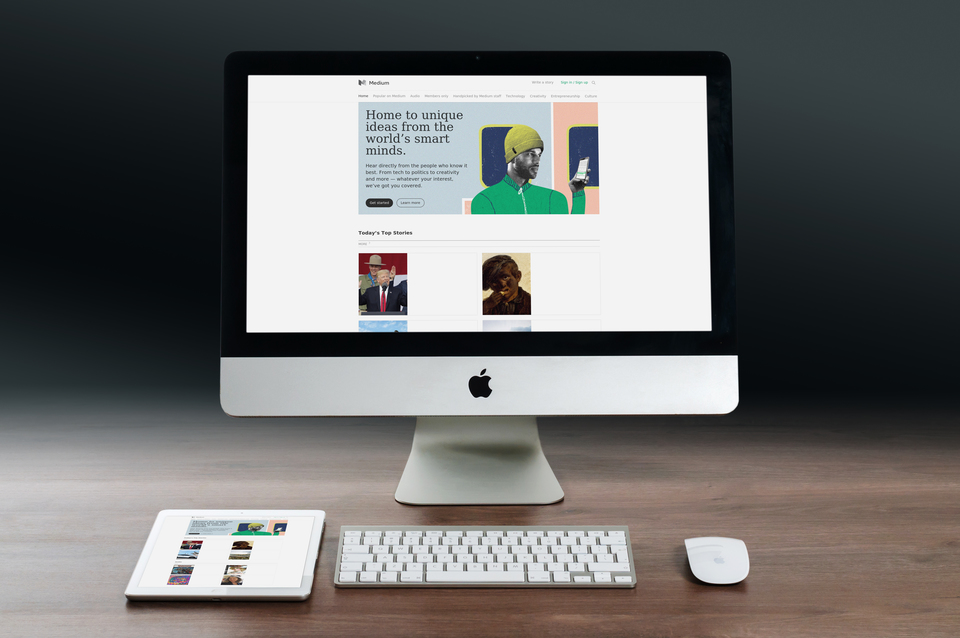 Medium
Write a story
Sign in / Sign up
Home Popular on Medium Audio Members only Handpicked by Medium staff Technology Creativity Entrepreneurship Culture
Home to unique
ideas from the
world's smart
minds.
Hear directly from the people who know it
best. From tech to politics to creativity
and more — whatever your interest,
we've got you covered.
Get started
Learn more
Today's Top Stories